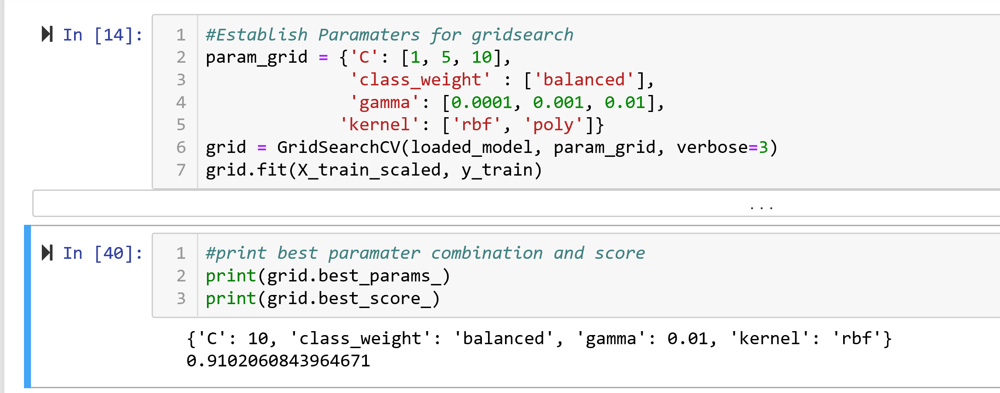 In [14]:
1 #Establish Paramaters for gridsearch
2 param_grid = {'C': [1, 5, 10],
3 'class_weight' : ['balanced'],
4 'gamma': [0.0001, 0.001, 0.01],
5 'kernel': ['rbf', 'poly']}
6 grid = GridSearchCV(loaded_model, param_grid, verbose=3)
7 grid.fit(X_train_scaled, y_train)
...
In [40]:
1 #print best paramater combination and score
2 print(grid.best_params_)
3 print(grid.best_score_)
{'C': 10, 'class_weight': 'balanced', 'gamma': 0.01, 'kernel': 'rbf'}
0.9102060843964671